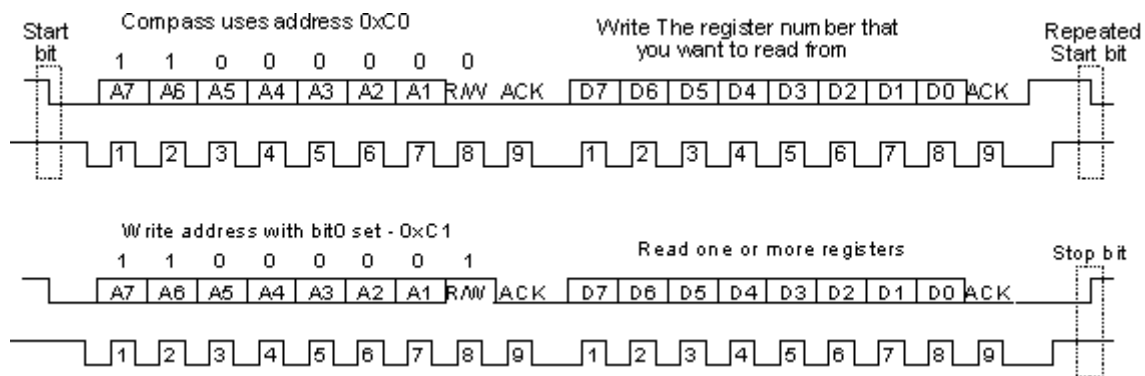 Compass uses address 0xC0
Write The register number that
you want to read from
Start
bit
Repeated
Start bit
1 1 0 0 0 0 0 0
A7 A6 A5 A4 A3 A2 A1 R/W ACK D7 D6 D5 D4 D3 D2 D1 D0 ACK
1 2 3 4 5 6 7 8 9 1 2 3 4 5 6 7 8 9
Write address with bit0 set - 0xC1
Read one or more registers
Stop bit
1 1 0 0 0 0 0 1
A7 A6 A5 A4 A3 A2 A1 R/W ACK D7 D6 D5 D4 D3 D2 D1 D0 ACK
1 2 3 4 5 6 7 8 9 1 2 3 4 5 6 7 8 9